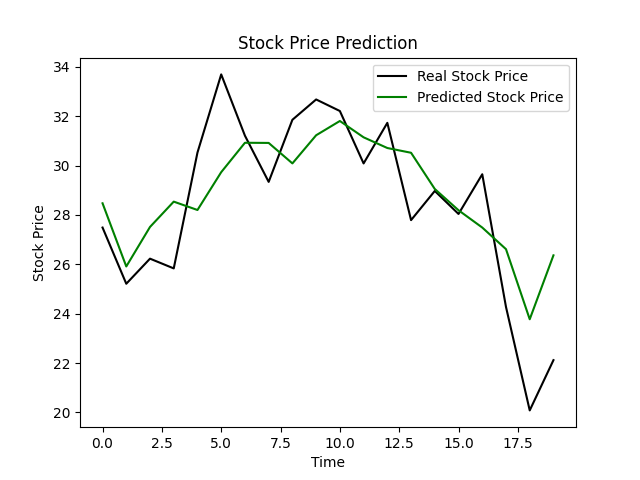 Stock Price Prediction
Real Stock Price
Predicted Stock Price
34
32
30
28
26
24
22
20
Stock Price
0.0 2.5 5.0 7.5 10.0 12.5 15.0 17.5
Time